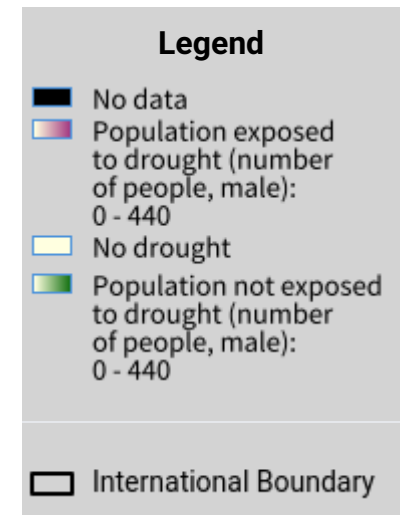 Legend
No data
Population exposed
to drought (number
of people, male):
0 - 440
No drought
Population not exposed
to drought (number
of people, male):
0 - 440
International Boundary